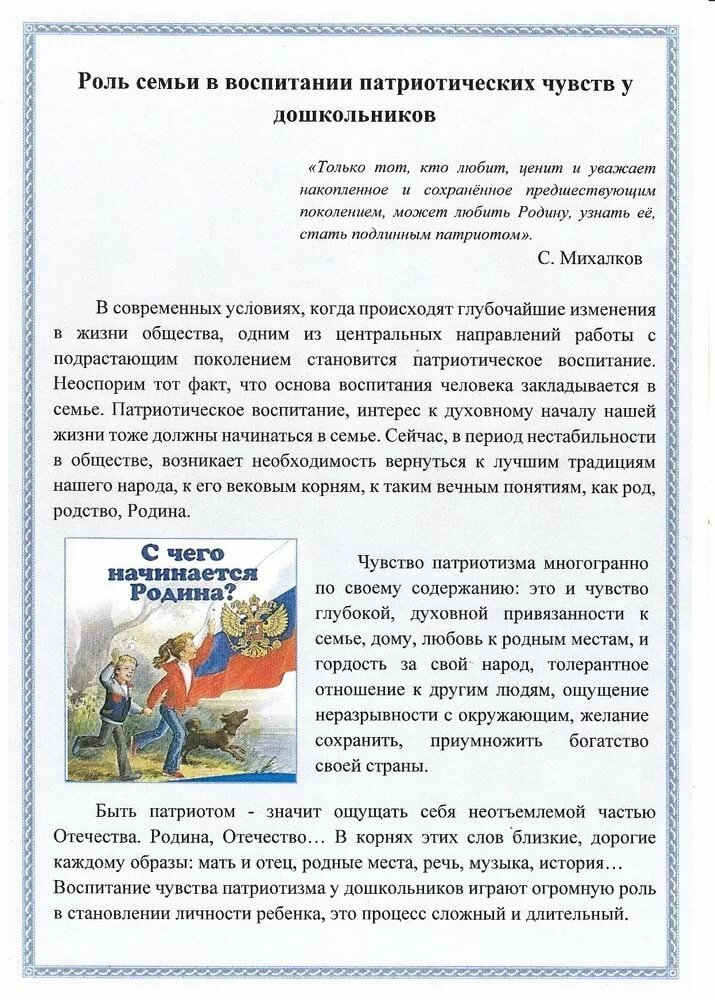 Роль семьи в воспитании патриотических чувств у
дошкольников
«Только тот, кто любит, ценит и уважает
накопленное и сохранённое предшествующим
поколением, может любить Родину, узнать её,
стать подлинным патриотом».
С. Михалков
В современных условиях, когда происходят глубочайшие изменения
в жизни общества, одним из центральных направлений работы с
подрастающим поколением становится патриотическое воспитание.
Неоспорим тот факт, что основа воспитания человека закладывается в
семье. Патриотическое воспитание, интерес к духовному началу нашей
жизни тоже должны начинаться в семье. Сейчас, в период нестабильности
в обществе, возникает необходимость вернуться к лучшим традициям
нашего народа, к его вековым корням, к таким вечным понятиям, как род,
родство, Родина.
С чего
начинается
Родина?
Чувство патриотизма многогранно
по своему содержанию: это и чувство
глубокой, духовной привязанности к
семье, дому, любовь к родным местам, и
гордость за свой народ, толерантное
отношение к другим людям, ощущение
неразрывности с окружающим, желание
сохранить, приумножить богатство
своей страны.
Быть патриотом - значит ощущать себя неотъемлемой частью
Отечества. Родина, Отечество… В корнях этих слов близкие, дорогие
каждому образы: мать и отец, родные места, речь, музыка, история…
Воспитание чувства патриотизма у дошкольников играют огромную роль
в становлении личности ребенка, это процесс сложный и длительный.